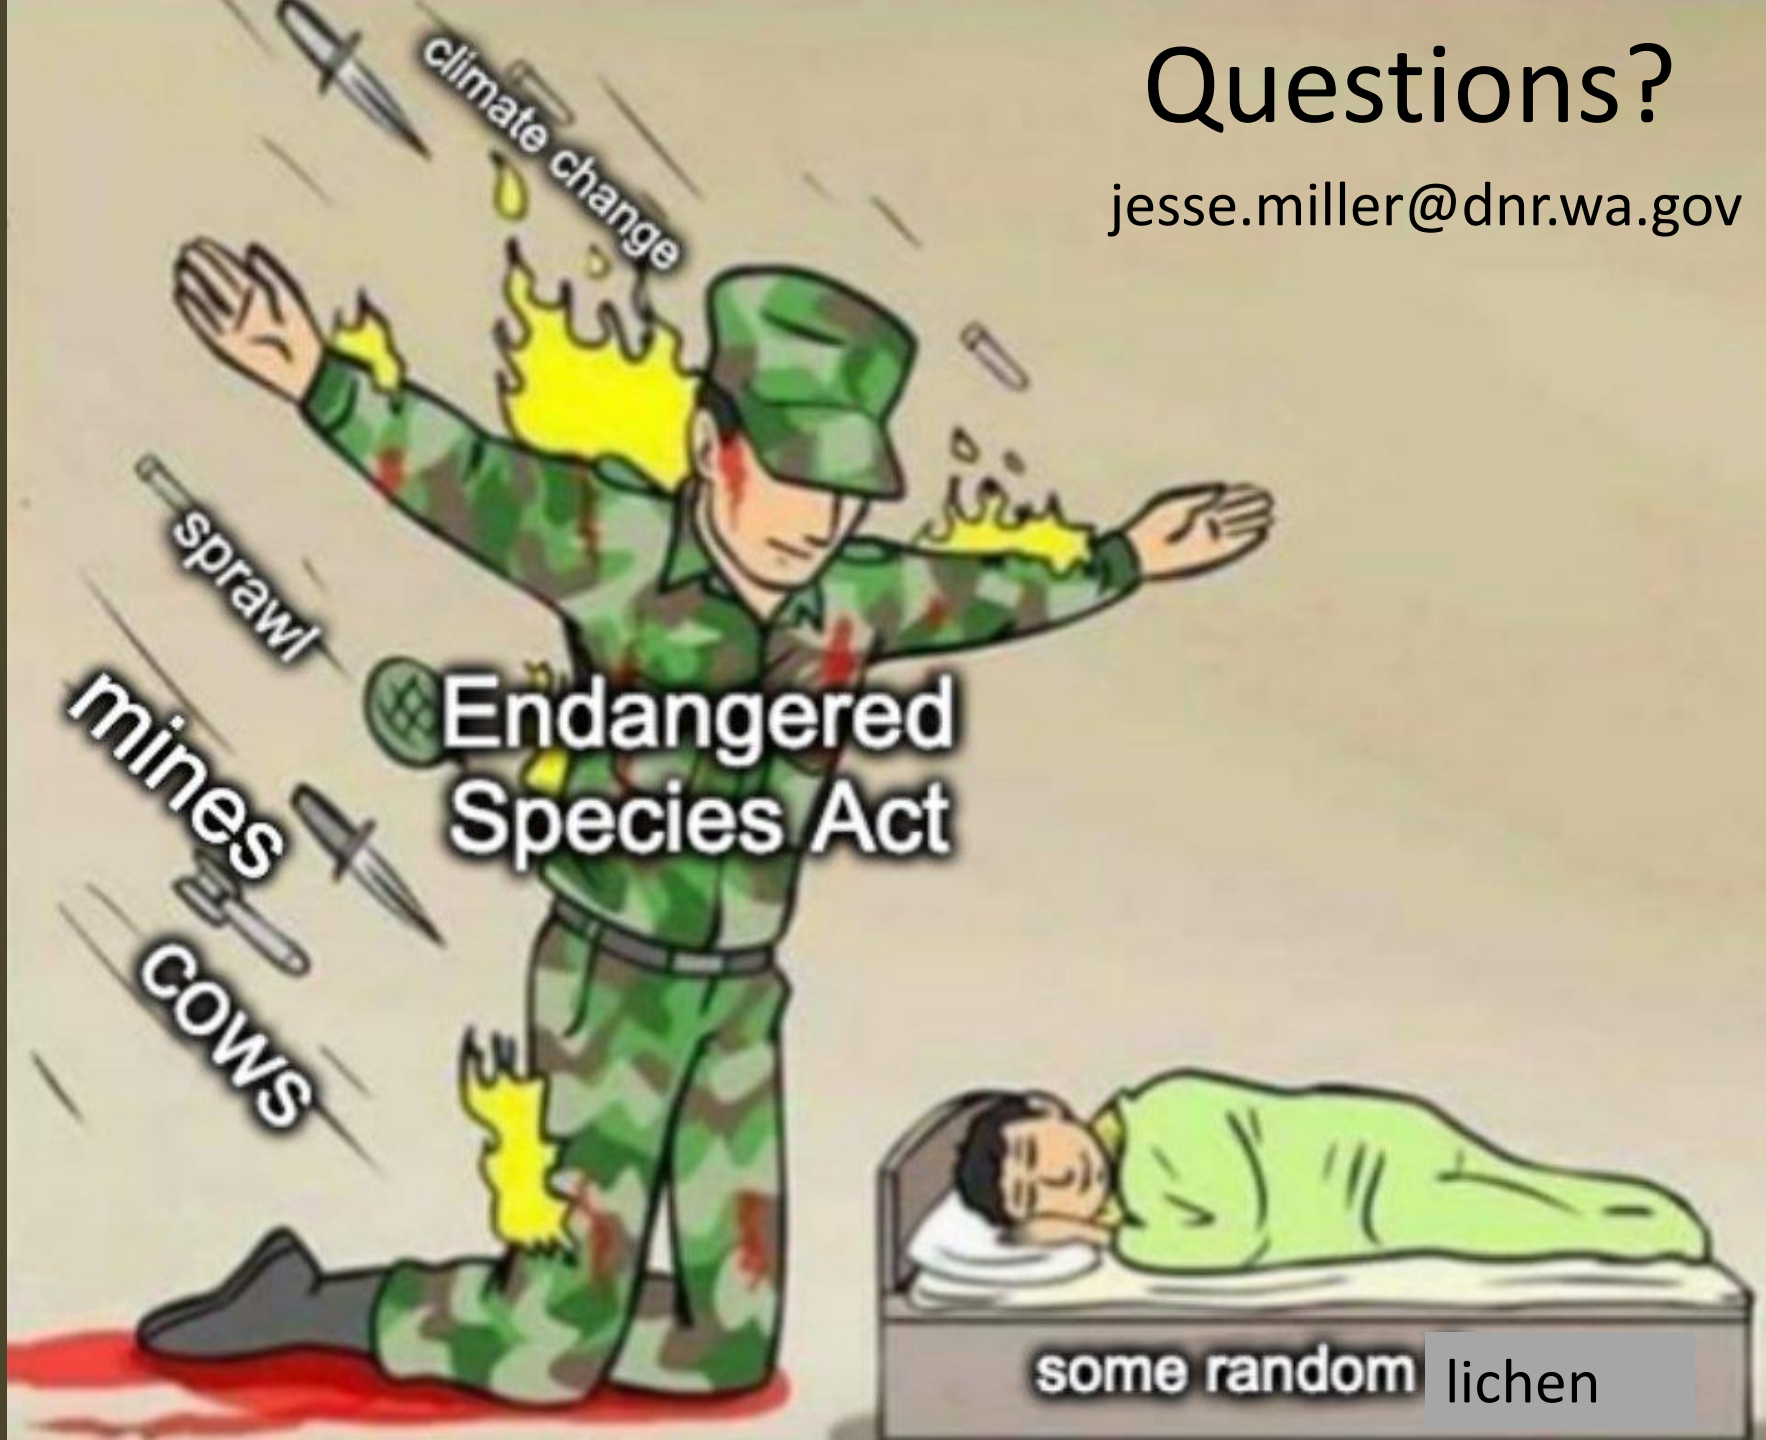 Questions?
jesse.miller@dnr.wa.gov
climate change
sprawl
mines
cows
Endangered
Species Act
some random lichen